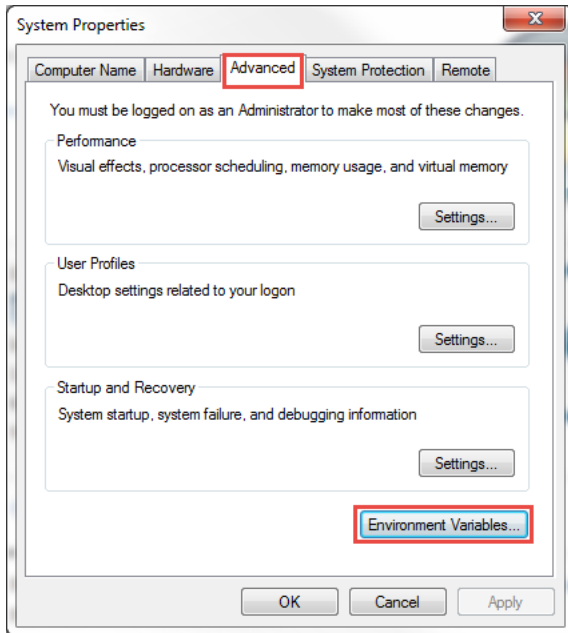 System Properties
Computer Name Hardware Advanced System Protection Remote
You must be logged on as an Administrator to make most of these changes.
Performance
Visual effects, processor scheduling, memory usage, and virtual memory
Settings...
User Profiles
Desktop settings related to your logon
Settings...
Startup and Recovery
System startup, system failure, and debugging information
Settings...
Environment Variables...
OK Cancel Apply